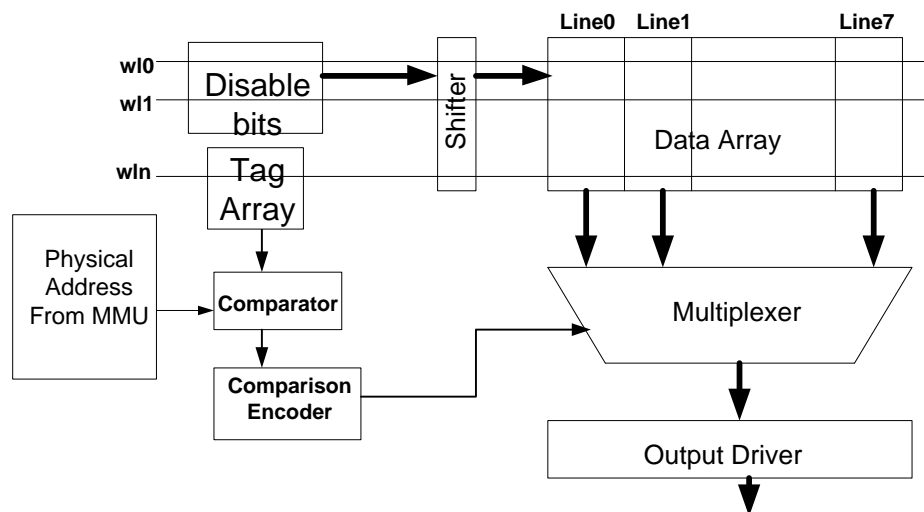 Line0 Line1 Line7
wl0
Disable
bits
wl1
Shifter
Data Array
wln
Tag
Array
Physical
Address
From MMU
Comparator
Multiplexer
Comparison
Encoder
Output Driver